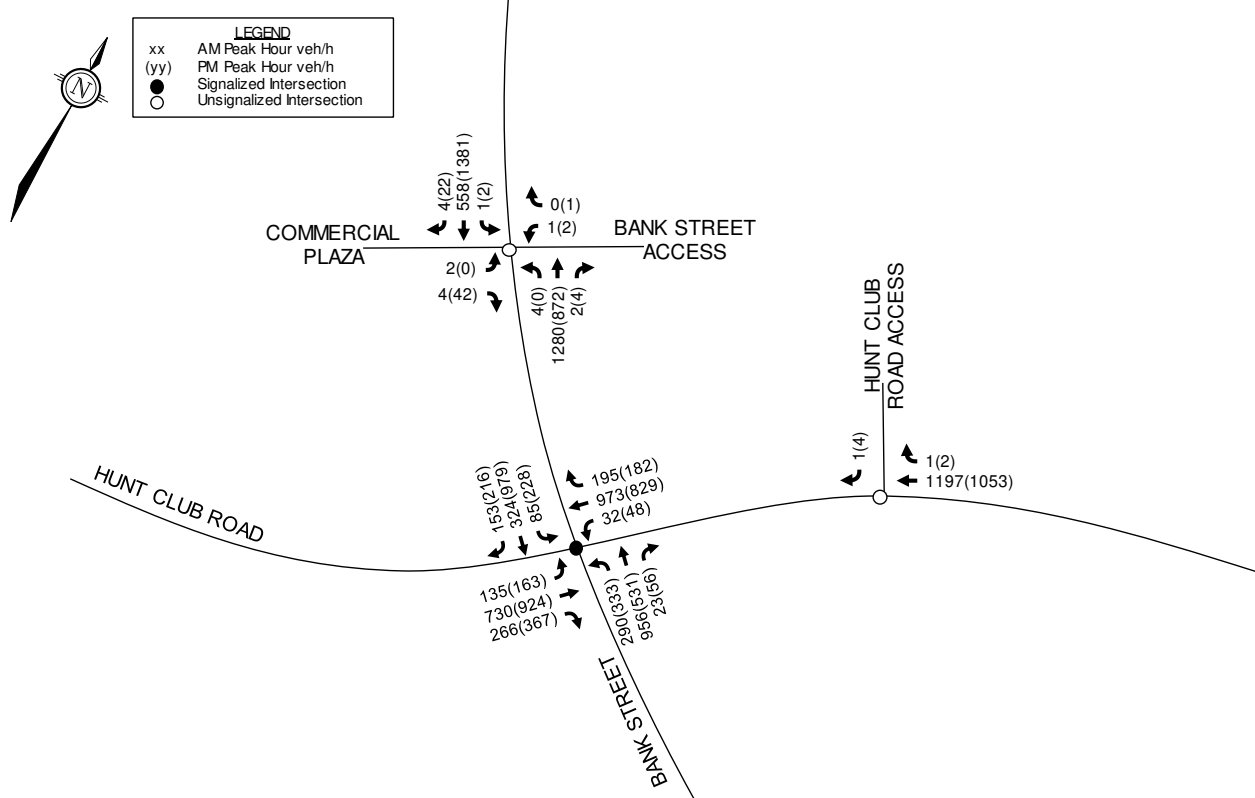 LEGEND
xx AM Peak Hour veh/h
(yy) PM Peak Hour veh/h
Signalized Intersection
Unsignalized Intersection
N
4(22)
558(1381)
1(2)
0(1)
1(2)
COMMERCIAL
PLAZA
BANK STREET
ACCESS
2(0)
4(42)
4(0)
1280(872)
2(4)
HUNT CLUB
ROAD ACCESS
1(4)
1(2)
1197(1053)
HUNT CLUB ROAD
153(216)
324(979)
85(228)
195(182)
973(829)
32(48)
135(163)
730(924)
266(367)
290(333)
956(531)
23(56)
BANK STREET